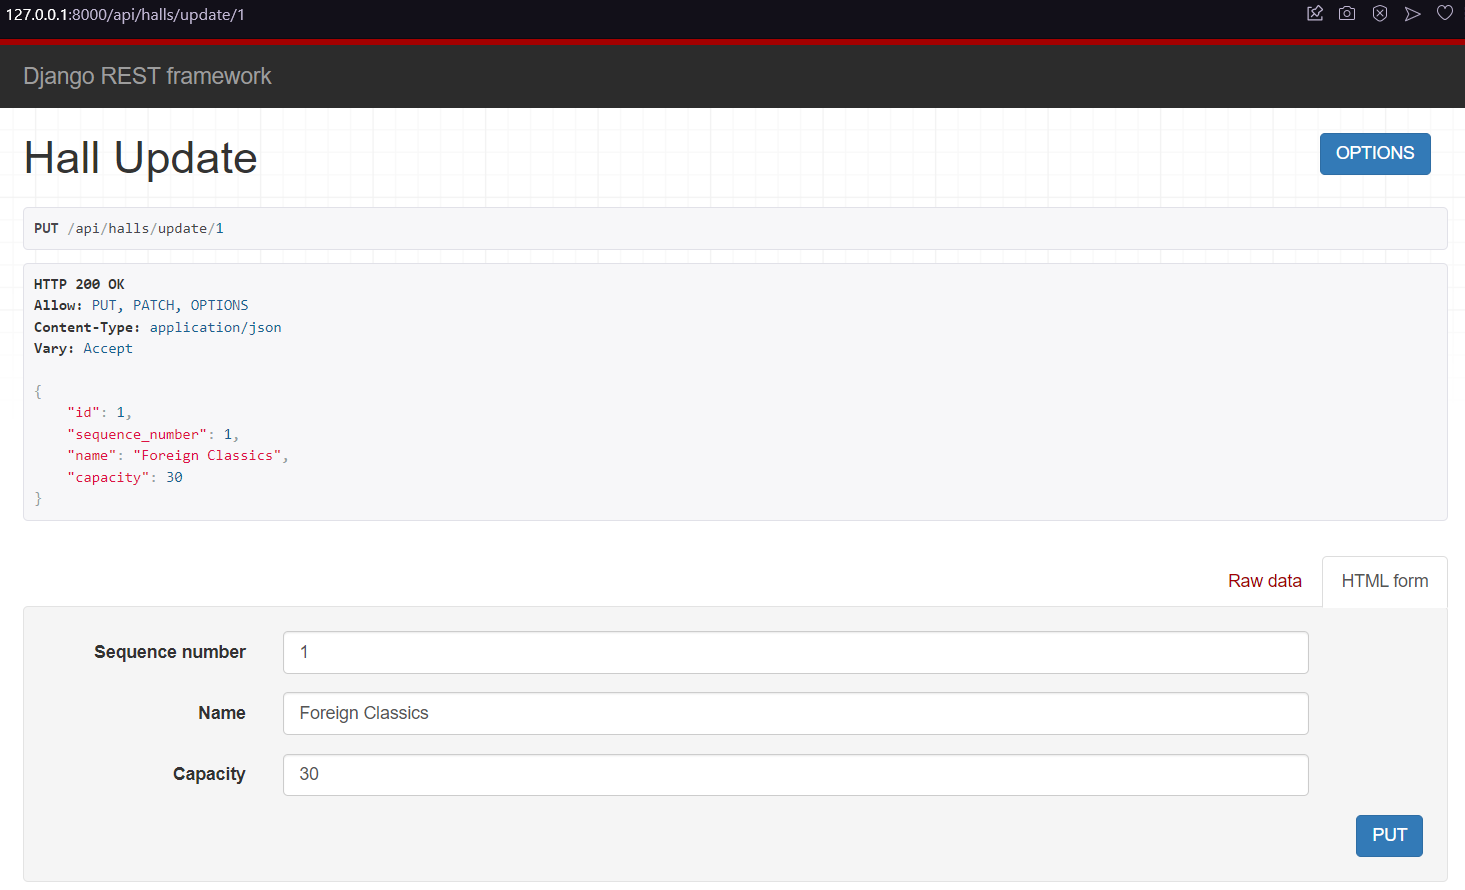 127.0.0.1:8000/api/halls/update/1
Django REST framework
Hall Update
OPTIONS
PUT /api/halls/update/1
HTTP 200 OK
Allow: PUT, PATCH, OPTIONS
Content-Type: application/json
Vary: Accept
{
    "id": 1,
    "sequence_number": 1,
    "name": "Foreign Classics",
    "capacity": 30
}
Raw data
HTML form
Sequence number 1
Name Foreign Classics
Capacity 30
PUT